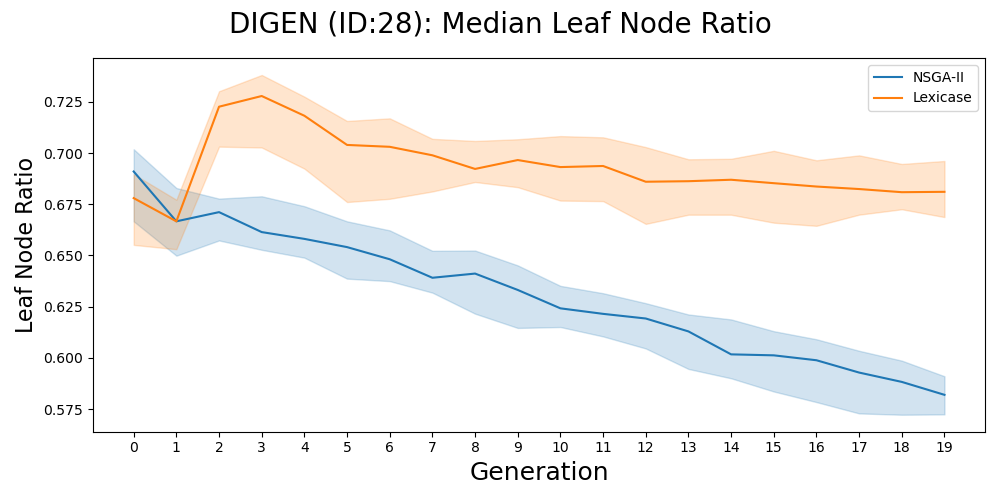 DIGEN (ID:28): Median Leaf Node Ratio
NSGA-II
Lexicase
Leaf Node Ratio
0.725
0.700
0.675
0.650
0.625
0.600
0.575
0 1 2 3 4 5 6 7 8 9 10 11 12 13 14 15 16 17 18 19
Generation